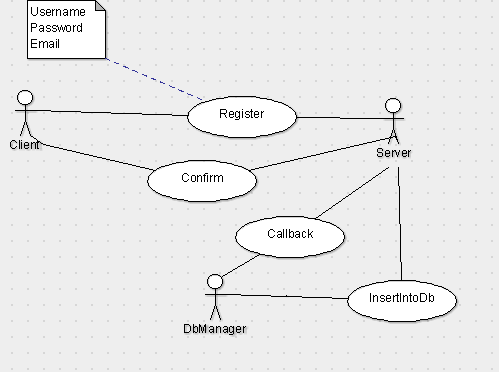 Username
Password
Email
Register
Client
Server
Confirm
Callback
InsertIntoDb
DbManager